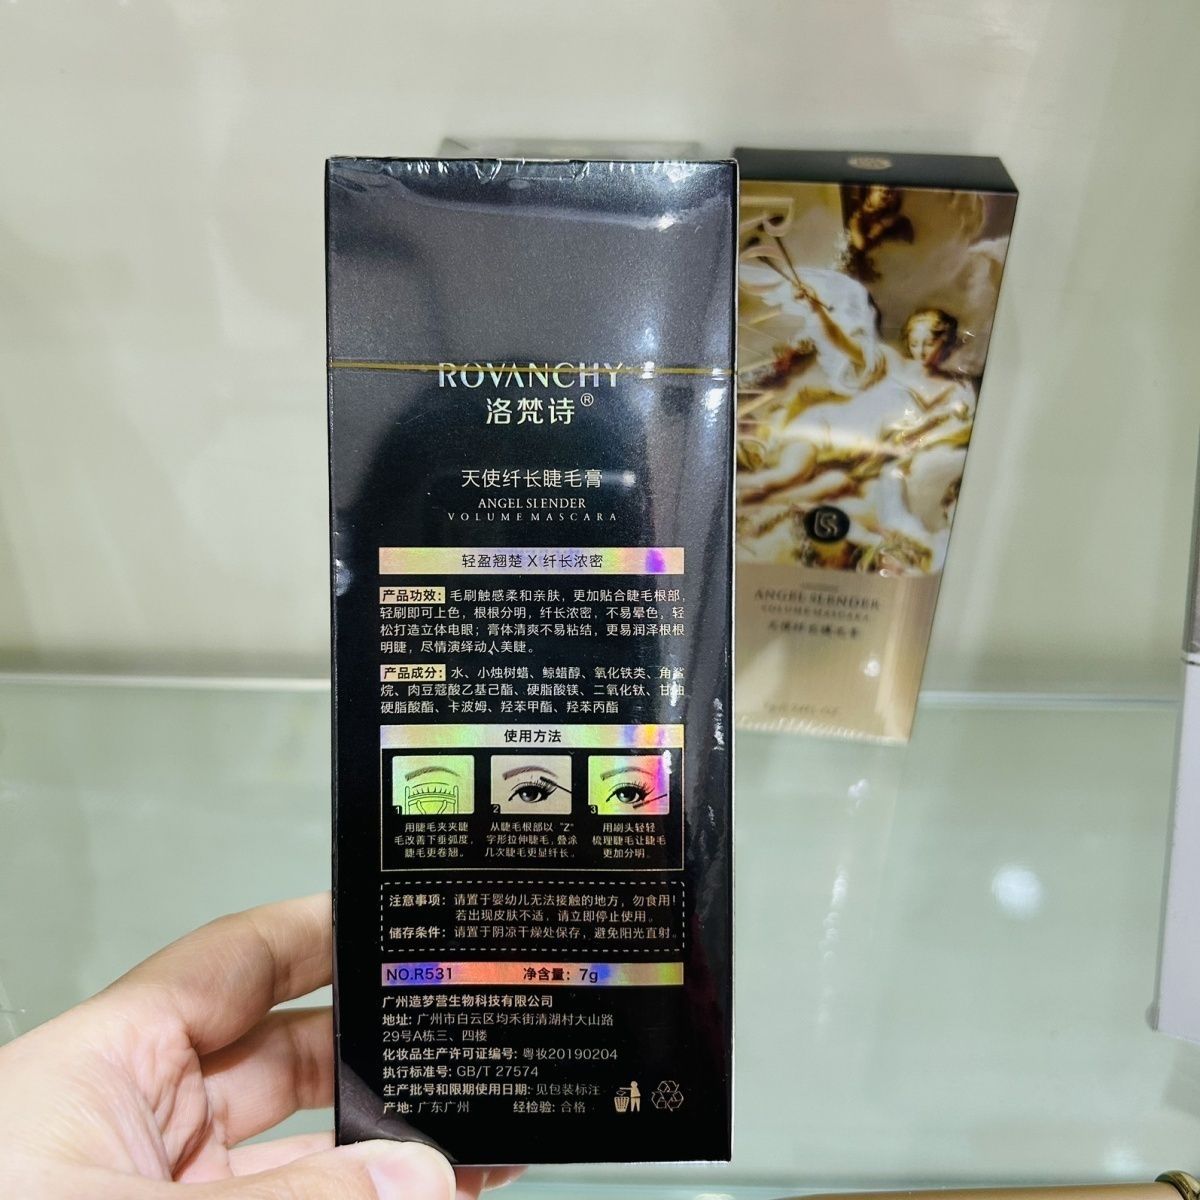 ROVANCHY
洛梵诗®
天使纤长睫毛膏
ANGEL SLENDER
VOLUME MASCARA
轻盈翘楚 X 纤长浓密
产品功效: 毛刷触感柔和亲肤，更加贴合睫毛根部，
轻刷即可上色，根根分明，纤长浓密，不易晕色，轻
松打造立体电眼；膏体清爽不易粘结，更易润泽根根
明睫，尽情演绎动人美睫。
产品成分: 水、小烛树蜡、鲸蜡醇、氧化铁类、角鲨
烷、肉豆蔻酸乙基己酯、硬脂酸镁、二氧化钛、甘油
硬脂酸酯、卡波姆、羟苯甲酯、羟苯丙酯
使用方法
1
2
3
用睫毛夹夹睫
毛改善下垂弧度，
睫毛更卷翘。
从睫毛根部以“Z”
字形拉伸睫毛，叠涂
几次睫毛更显纤长。
用刷头轻轻
梳理睫毛让睫毛
更加分明。
注意事项: 请置于婴幼儿无法接触的地方，勿食用!
若出现皮肤不适，请立即停止使用。
储存条件: 请置于阴凉干燥处保存，避免阳光直射。
NO.R531 净含量: 7g
广州造梦营生物科技有限公司
地址: 广州市白云区均禾街清湖村大山路
29号A栋三、四楼
化妆品生产许可证编号: 粤妆20190204
执行标准号: GB/T 27574
生产批号和限期使用日期: 见包装标注
产地: 广东广州 经检验: 合格
ANGEL SLENDER
VOLUME MASCARA
天使纤长睫毛膏